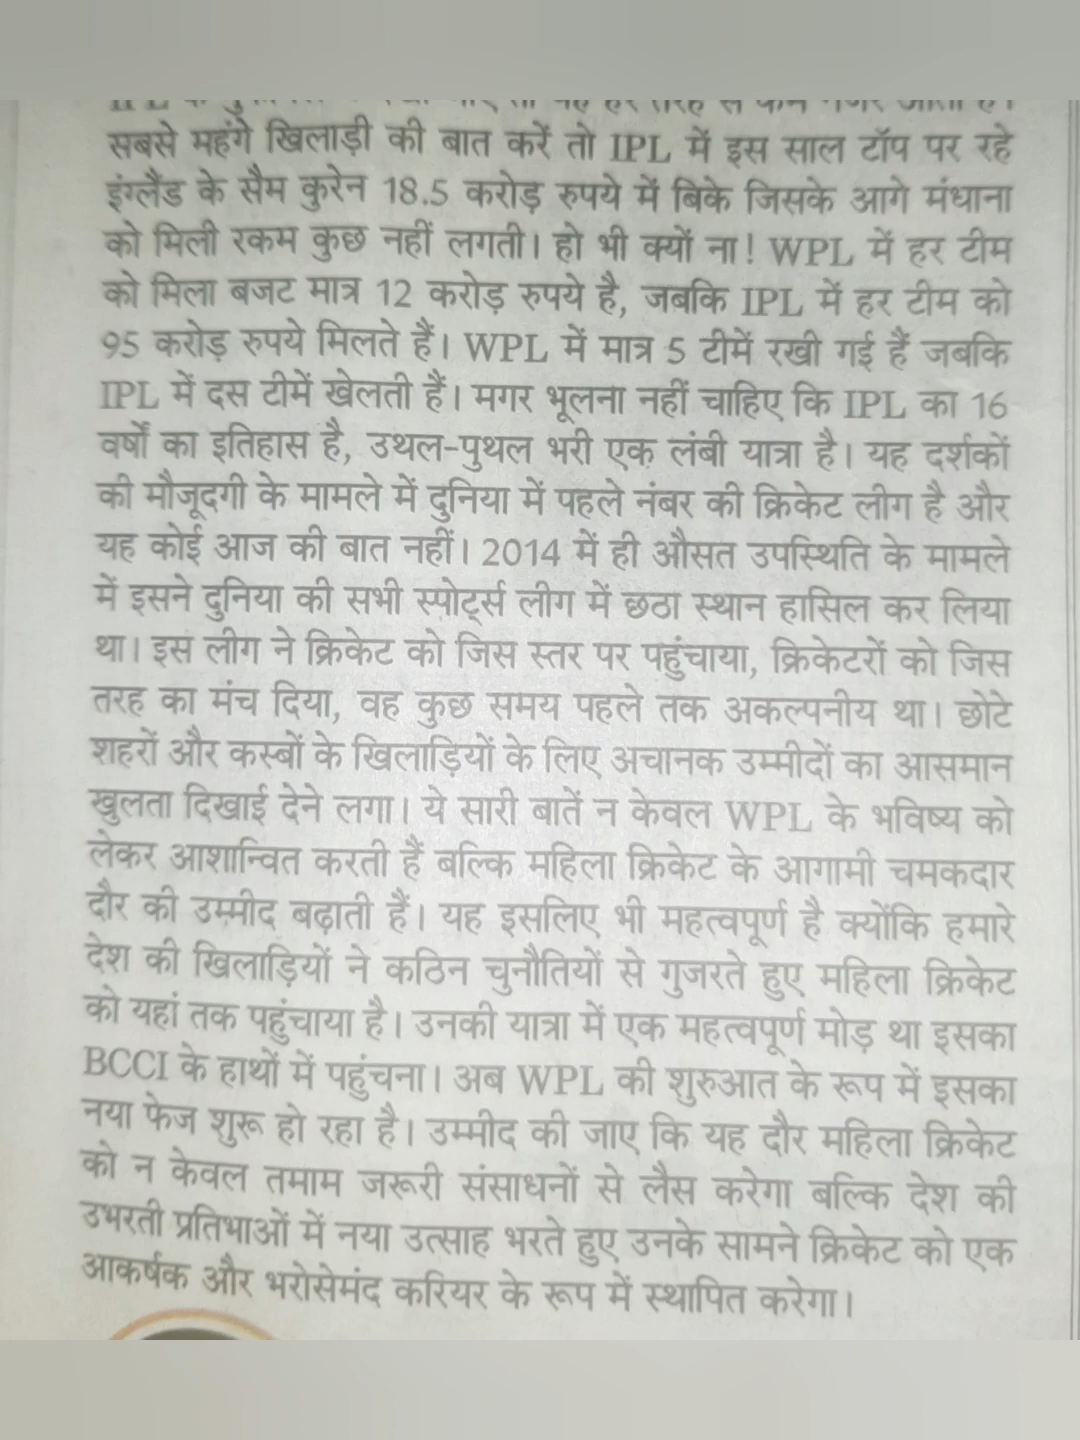 सबसे महंगे खिलाड़ी की बात करें तो IPL में इस साल टॉप पर रहे
इंग्लैंड के सैम कुरेन 18.5 करोड़ रुपये में बिके जिसके आगे मंधाना
को मिली रकम कुछ नहीं लगती। हो भी क्यों ना! WPL में हर टीम
को मिला बजट मात्र 12 करोड़ रुपये है, जबकि IPL में हर टीम को
95 करोड़ रुपये मिलते हैं। WPL में मात्र 5 टीमें रखी गई हैं जबकि
IPL में दस टीमें खेलती हैं। मगर भूलना नहीं चाहिए कि IPL का 16
वर्षों का इतिहास है, उथल-पुथल भरी एक लंबी यात्रा है। यह दर्शकों
की मौजूदगी के मामले में दुनिया में पहले नंबर की क्रिकेट लीग है और
यह कोई आज की बात नहीं। 2014 में ही औसत उपस्थिति के मामले
में इसने दुनिया की सभी स्पोर्ट्स लीग में छठा स्थान हासिल कर लिया
था। इस लीग ने क्रिकेट को जिस स्तर पर पहुंचाया, क्रिकेटरों को जिस
तरह का मंच दिया, वह कुछ समय पहले तक अकल्पनीय था। छोटे
शहरों और कस्बों के खिलाड़ियों के लिए अचानक उम्मीदों का आसमान
खुलता दिखाई देने लगा। ये सारी बातें न केवल WPL के भविष्य को
लेकर आशान्वित करती हैं बल्कि महिला क्रिकेट के आगामी चमकदार
दौर की उम्मीद बढ़ाती हैं। यह इसलिए भी महत्वपूर्ण है क्योंकि हमारे
देश की खिलाड़ियों ने कठिन चुनौतियों से गुजरते हुए महिला क्रिकेट
को यहां तक पहुंचाया है। उनकी यात्रा में एक महत्वपूर्ण मोड़ था इसका
BCCI के हाथों में पहुंचना। अब WPL की शुरुआत के रूप में इसका
नया फेज शुरू हो रहा है। उम्मीद की जाए कि यह दौर महिला क्रिकेट
को न केवल तमाम जरूरी संसाधनों से लैस करेगा बल्कि देश की
उभरती प्रतिभाओं में नया उत्साह भरते हुए उनके सामने क्रिकेट को एक
आकर्षक और भरोसेमंद करियर के रूप में स्थापित करेगा।